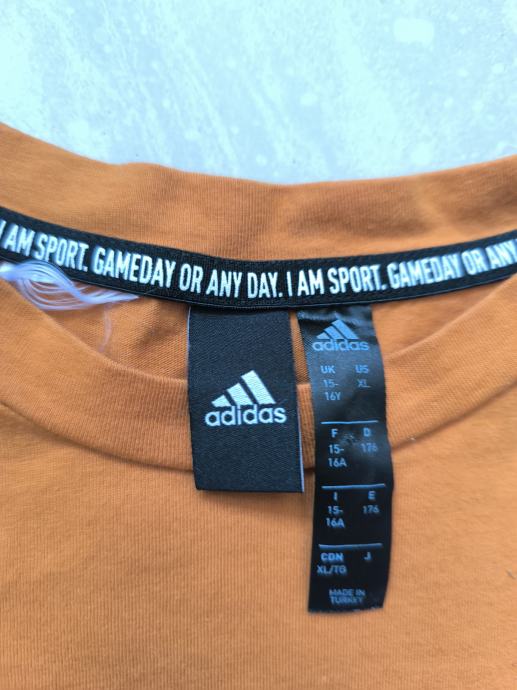 I AM SPORT. GAMEDAY OR ANY DAY. I AM SPORT. GAMEDAY OR ANY
adidas
adidas
UK US
15- XL
16Y
F D
15- 176
16A
I E
15- 176
16A
CDN J
XL/TG
MADE IN
TURKEY